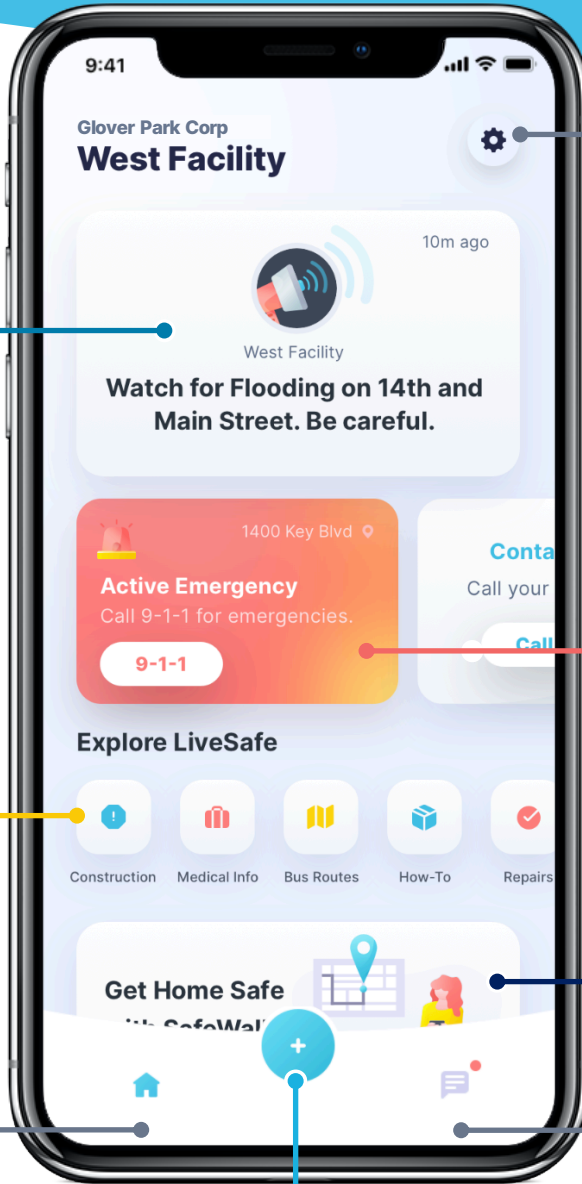 9:41
Glover Park Corp
West Facility
10m ago
West Facility
Watch for Flooding on 14th and
Main Street. Be careful.
1400 Key Blvd
Active Emergency
Call 9-1-1 for emergencies.
9-1-1
Conta
Call your
Call
Explore LiveSafe
Construction
Medical Info
Bus Routes
How-To
Repairs
Get Home Safe